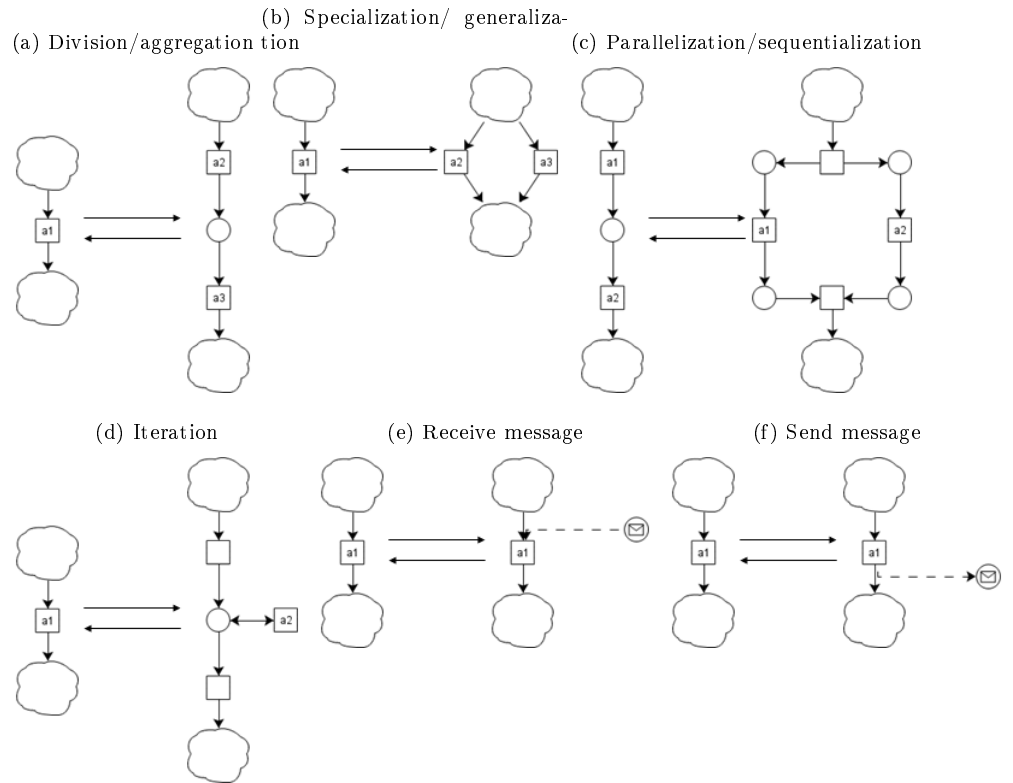 (b) Specialization/ generaliza-
(a) Division/aggregation tion
(c) Parallelization/sequentialization
a1
a2
a3
a1
a2
a3
a1
a2
a1
a2
(d) Iteration
(e) Receive message
(f) Send message
a1
a2
a1
a1
a1
a1